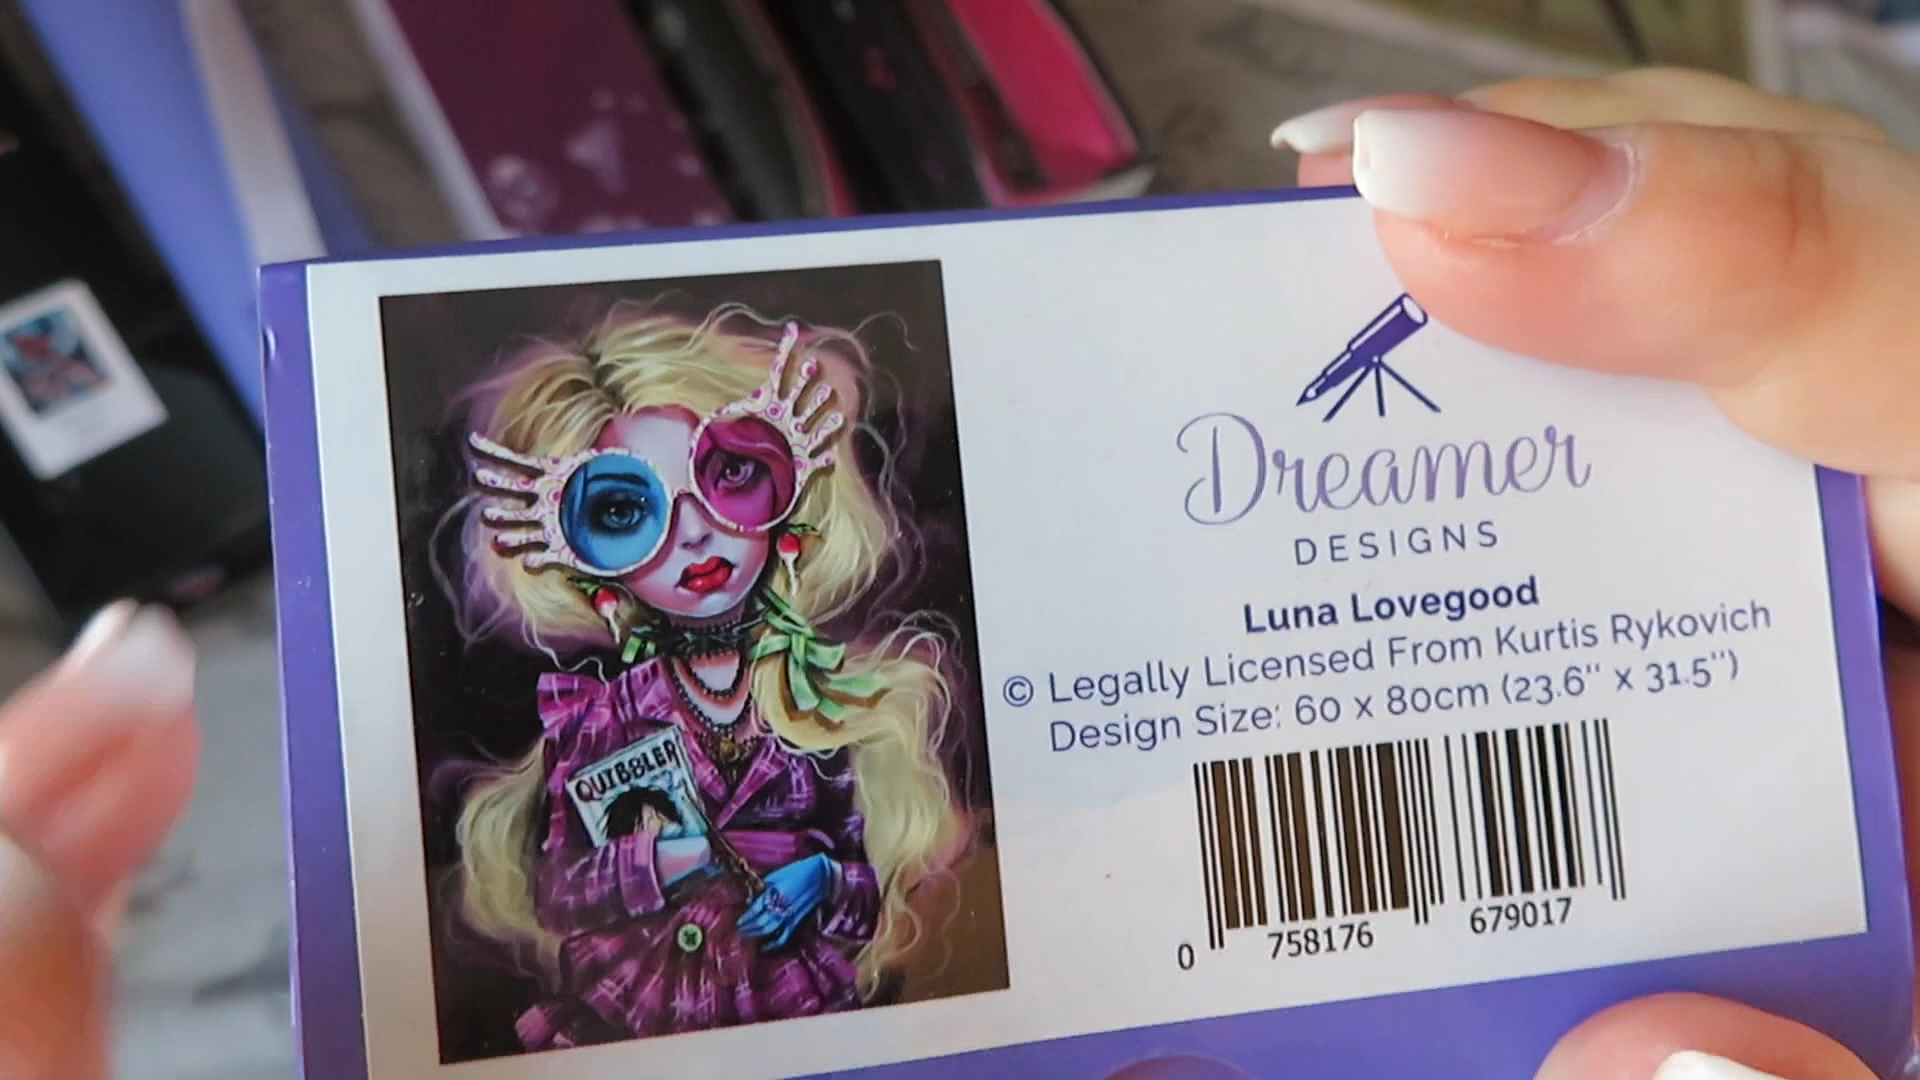 QUIBBLER
Dreamer
DESIGNS
Luna Lovegood
© Legally Licensed From Kurtis Rykovich
Design Size: 60 x 80cm (23.6" x 31.5")
0 758176 679017